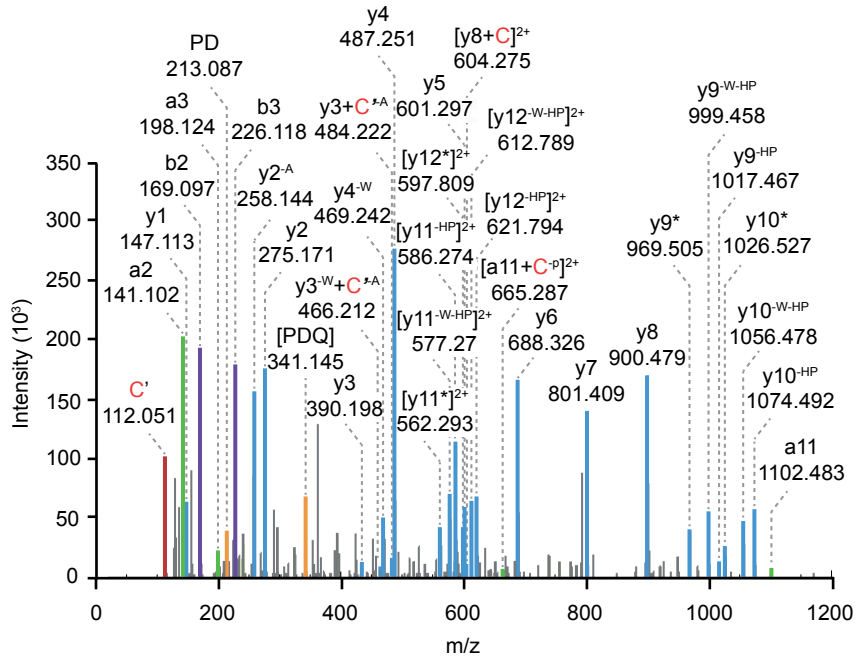 y4
487.251
[y8+C]²⁺
604.275
PD
213.087
y5
601.297
y9⁻ᵂ⁻ᴴᴾ
999.458
a3
198.124
b3
226.118
y3+C'⁻ᴬ
484.222
[y12⁻ᵂ⁻ᴴᴾ]²⁺
612.789
y9⁻ᴴᴾ
1017.467
b2
169.097
y2⁻ᴬ
258.144
y4⁻ᵂ
469.242
[y12*]²⁺
597.809
[y12⁻ᴴᴾ]²⁺
621.794
y10*
1026.527
y1
147.113
y2
275.171
[y11⁻ᴴᴾ]²⁺
586.274
y9*
969.505
a2
141.102
y3⁻ᵂ+C'⁻ᴬ
466.212
[a11+C⁻ᵖ]²⁺
665.287
y10⁻ᵂ⁻ᴴᴾ
1056.478
[PDQ]
341.145
[y11⁻ᵂ⁻ᴴᴾ]²⁺
577.27
y6
688.326
y8
900.479
y10⁻ᴴᴾ
1074.492
C'
112.051
y3
390.198
[y11*]²⁺
562.293
y7
801.409
a11
1102.483
Intensity (10³)
350
300
250
200
150
100
50
0
0 200 400 600 800 1000 1200
m/z